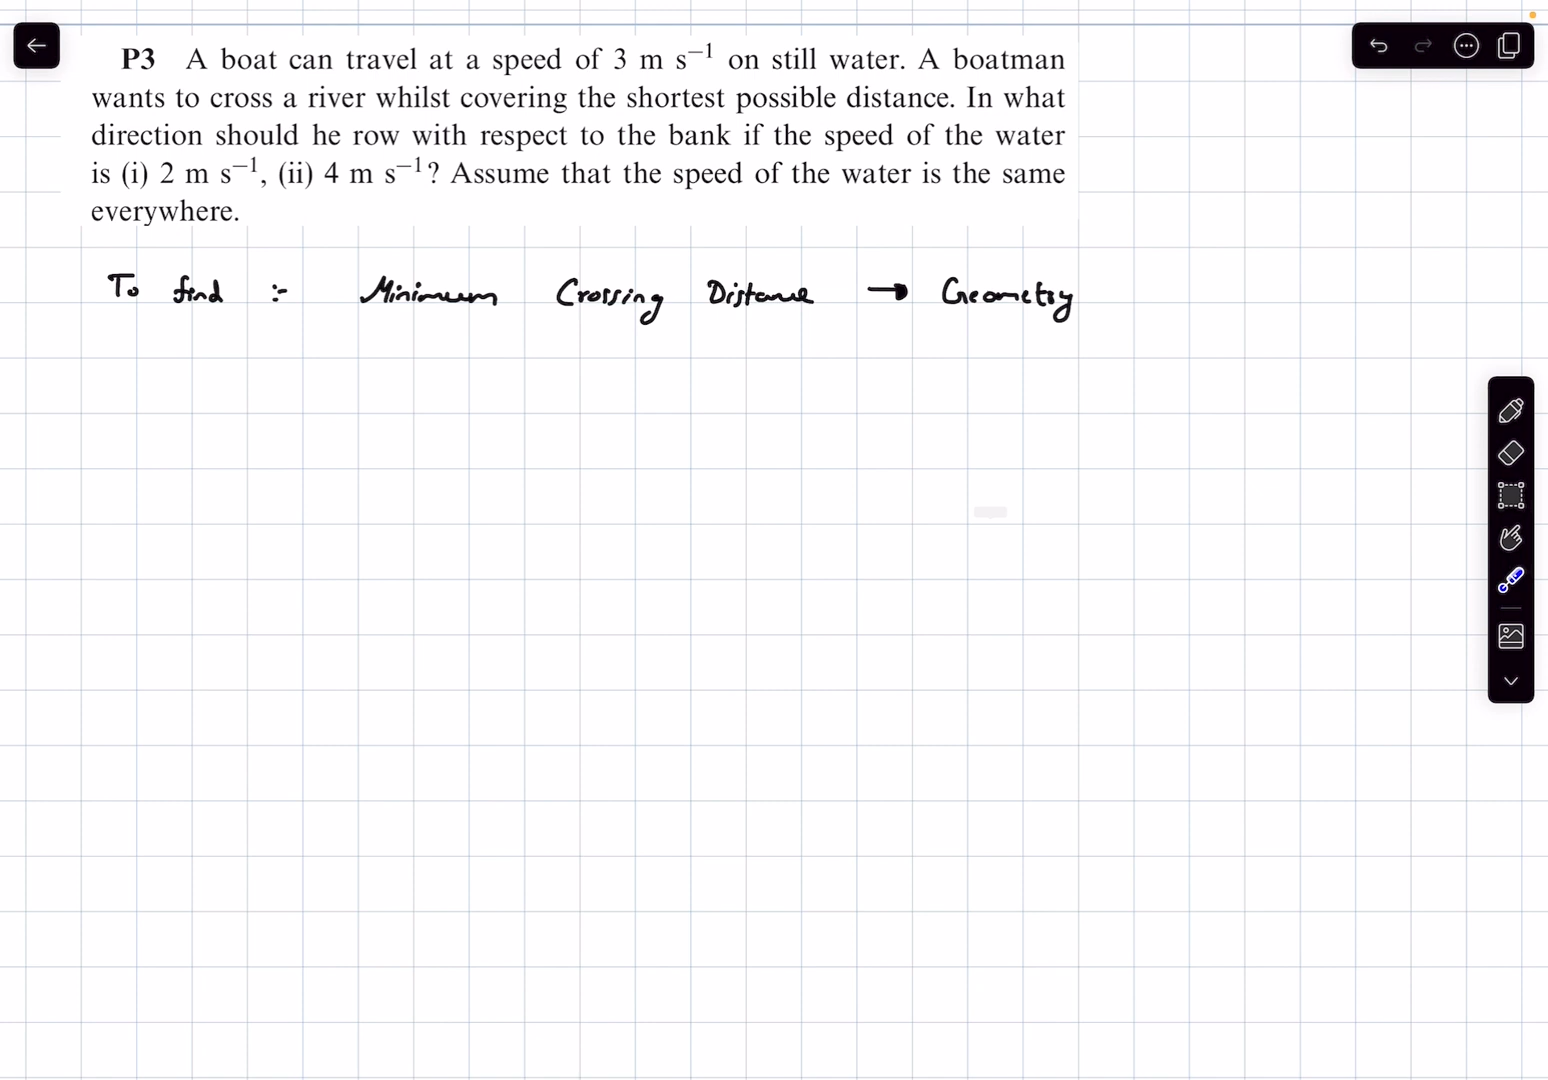 P3 A boat can travel at a speed of 3 m s⁻¹ on still water. A boatman
wants to cross a river whilst covering the shortest possible distance. In what
direction should he row with respect to the bank if the speed of the water
is (i) 2 m s⁻¹, (ii) 4 m s⁻¹? Assume that the speed of the water is the same
everywhere.
To find :- Minimum Crossing Distance → Geometry